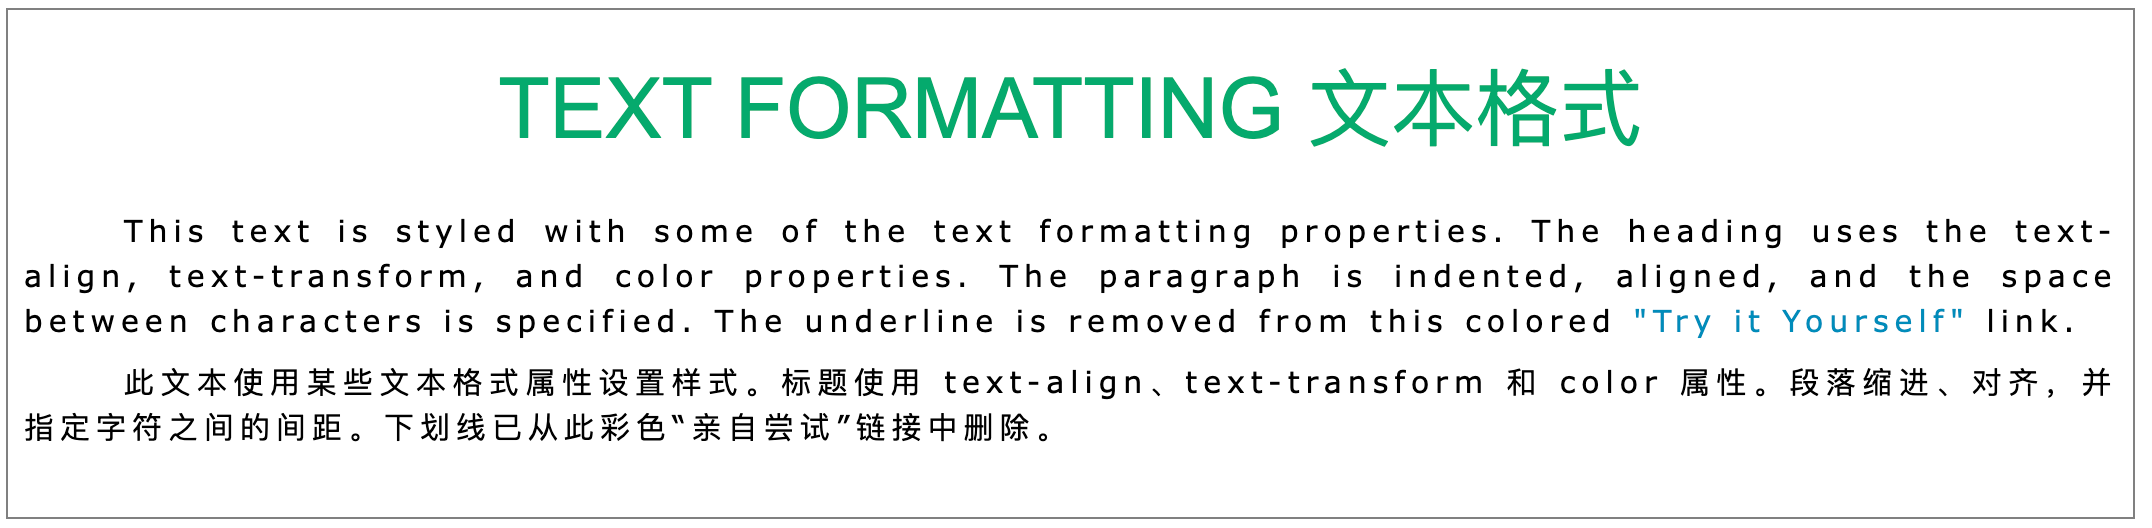 TEXT FORMATTING 文本格式
This text is styled with some of the text formatting properties. The heading uses the text-
align, text-transform, and color properties. The paragraph is indented, aligned, and the space
between characters is specified. The underline is removed from this colored "Try it Yourself" link.
此文本使用某些文本格式属性设置样式。标题使用 text-align、text-transform 和 color 属性。段落缩进、对齐，并
指定字符之间的间距。下划线已从此彩色“亲自尝试”链接中删除。